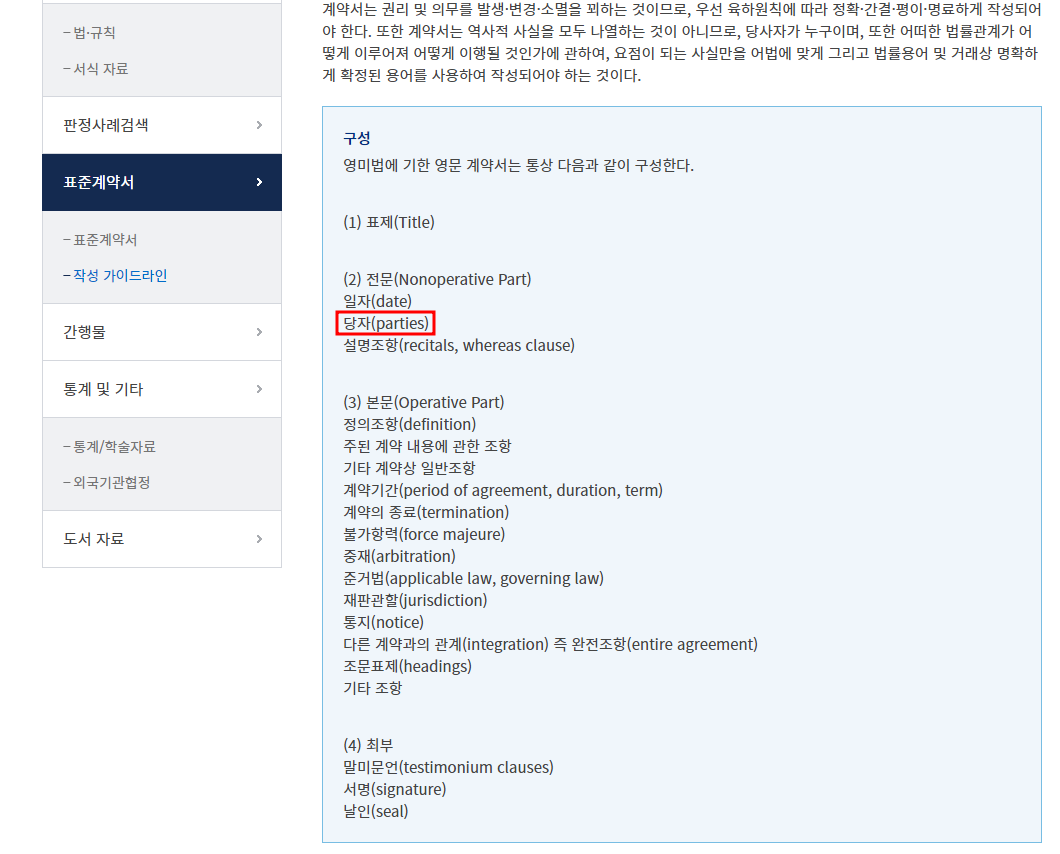 – 법·규칙
– 서식 자료
판정사례검색
표준계약서
– 표준계약서
– 작성 가이드라인
간행물
통계 및 기타
– 통계/학술자료
– 외국기관협정
도서 자료
계약서는 권리 및 의무를 발생·변경·소멸을 꾀하는 것이므로, 우선 육하원칙에 따라 정확·간결·평이·명료하게 작성되어
야 한다. 또한 계약서는 역사적 사실을 모두 나열하는 것이 아니므로, 당사자가 누구이며, 또한 어떠한 법률관계가 어
떻게 이루어져 어떻게 이행될 것인가에 관하여, 요점이 되는 사실만을 어법에 맞게 그리고 법률용어 및 거래상 명확하
게 확정된 용어를 사용하여 작성되어야 하는 것이다.
구성
영미법에 기한 영문 계약서는 통상 다음과 같이 구성한다.
(1) 표제(Title)
(2) 전문(Nonoperative Part)
일자(date)
당자(parties)
설명조항(recitals, whereas clause)
(3) 본문(Operative Part)
정의조항(definition)
주된 계약 내용에 관한 조항
기타 계약상 일반조항
계약기간(period of agreement, duration, term)
계약의 종료(termination)
불가항력(force majeure)
중재(arbitration)
준거법(applicable law, governing law)
재판관할(jurisdiction)
통지(notice)
다른 계약과의 관계(integration) 즉 완전조항(entire agreement)
조문표제(headings)
기타 조항
(4) 최부
말미문언(testimonium clauses)
서명(signature)
날인(seal)